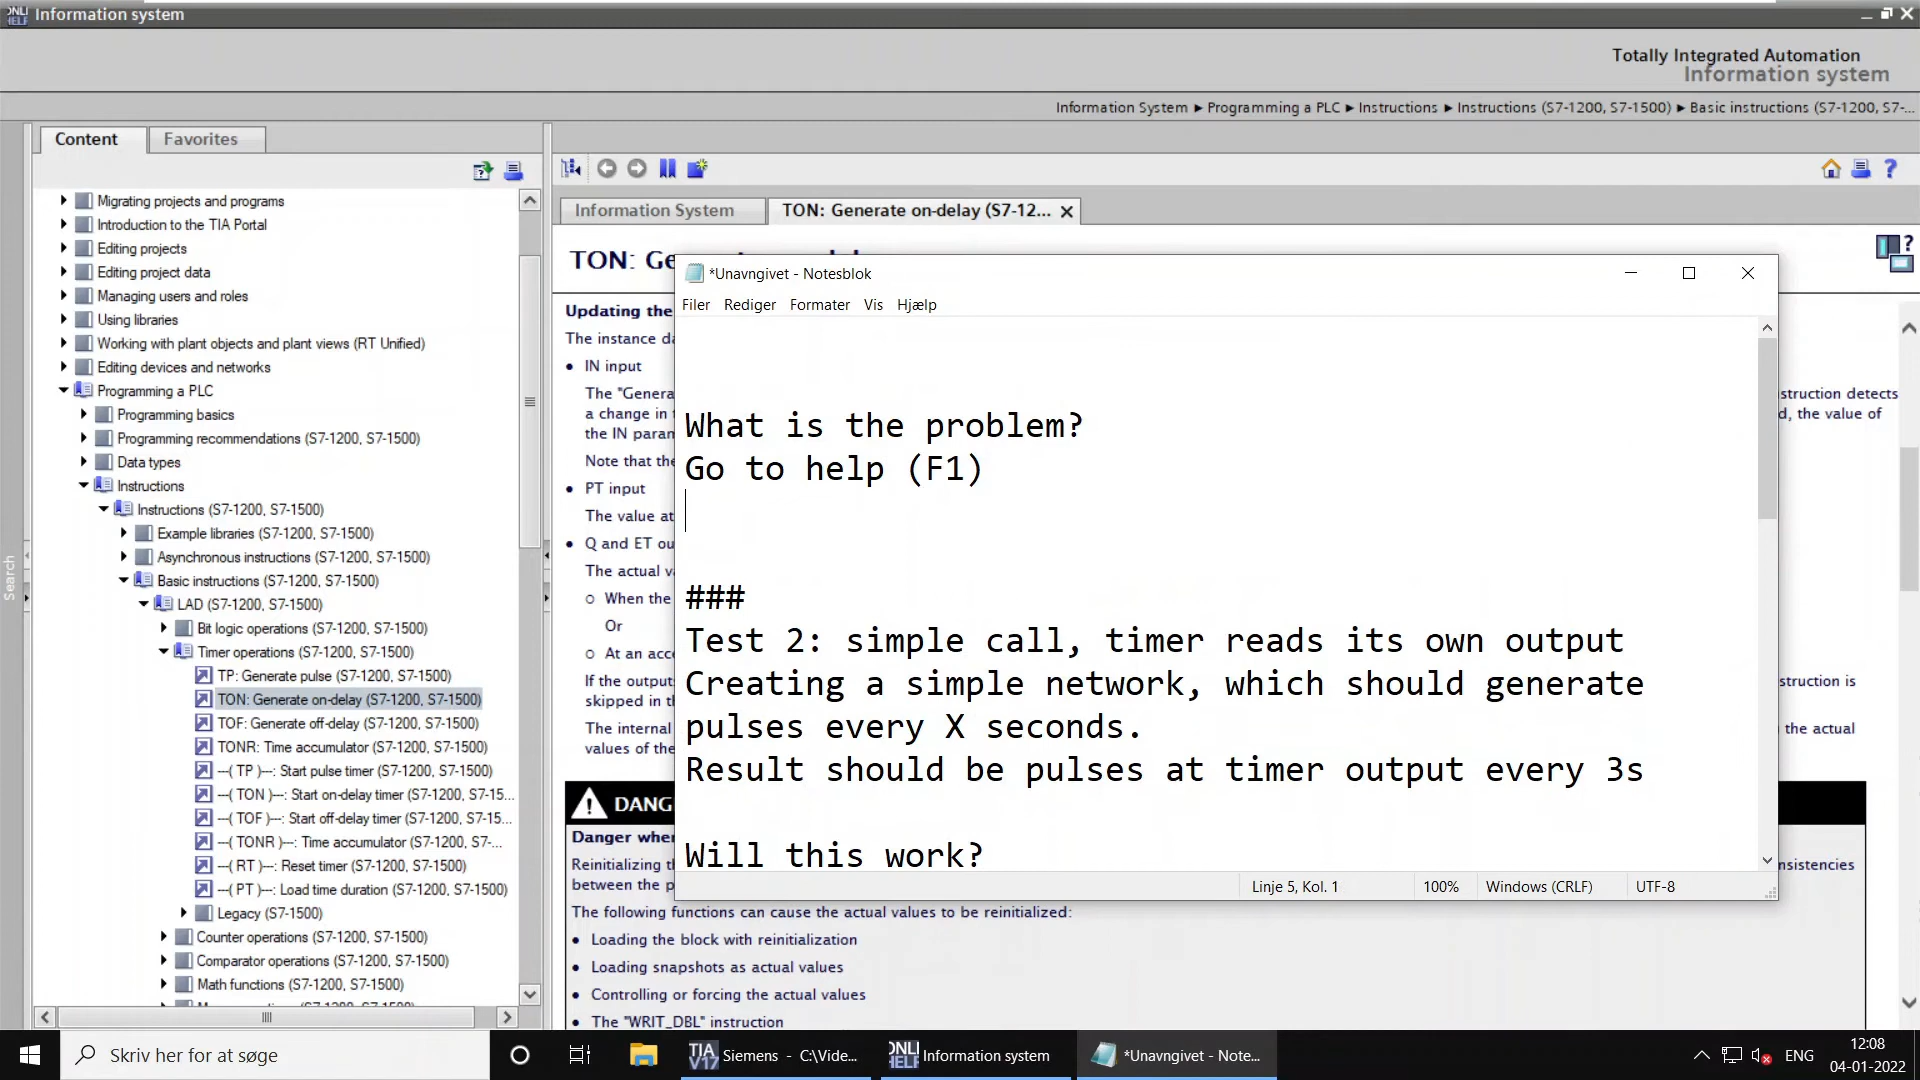 Information system
Totally Integrated Automation
Information system
Information System ▸ Programming a PLC ▸ Instructions ▸ Instructions (S7-1200, S7-1500) ▸ Basic instructions (S7-1200, S7-...
Content
Favorites
Search
Migrating projects and programs
Introduction to the TIA Portal
Editing projects
Editing project data
Managing users and roles
Using libraries
Working with plant objects and plant views (RT Unified)
Editing devices and networks
Programming a PLC
Programming basics
Programming recommendations (S7-1200, S7-1500)
Data types
Instructions
Instructions (S7-1200, S7-1500)
Example libraries (S7-1200, S7-1500)
Asynchronous instructions (S7-1200, S7-1500)
Basic instructions (S7-1200, S7-1500)
LAD (S7-1200, S7-1500)
Bit logic operations (S7-1200, S7-1500)
Timer operations (S7-1200, S7-1500)
TP: Generate pulse (S7-1200, S7-1500)
TON: Generate on-delay (S7-1200, S7-1500)
TOF: Generate off-delay (S7-1200, S7-1500)
TONR: Time accumulator (S7-1200, S7-1500)
---( TP )---: Start pulse timer (S7-1200, S7-1500)
---( TON )---: Start on-delay timer (S7-1200, S7-15...
---( TOF )---: Start off-delay timer (S7-1200, S7-15...
---( TONR )---: Time accumulator (S7-1200, S7-...
---( RT )---: Reset timer (S7-1200, S7-1500)
---( PT )---: Load time duration (S7-1200, S7-1500)
Legacy (S7-1500)
Counter operations (S7-1200, S7-1500)
Comparator operations (S7-1200, S7-1500)
Math functions (S7-1200, S7-1500)
Information System
TON: Generate on-delay (S7-12...
TON: Ge
Updating the
The instance da
• IN input
The "Genera
struction detects
a change in t
d, the value of
the IN param
Note that the
• PT input
The value at
• Q and ET ou
The actual va
When the
Or
At an acce
If the outputs
struction is
skipped in th
The internal
the actual
values of the
DANG
Danger when
Reinitializing th
nsistencies
between the p
The following functions can cause the actual values to be reinitialized:
• Loading the block with reinitialization
• Loading snapshots as actual values
• Controlling or forcing the actual values
• The "WRIT_DBL" instruction
*Unavngivet - Notesblok
Filer Rediger Formater Vis Hjælp
What is the problem?
Go to help (F1)
###
Test 2: simple call, timer reads its own output
Creating a simple network, which should generate
pulses every X seconds.
Result should be pulses at timer output every 3s
Will this work?
Linje 5, Kol. 1
100%
Windows (CRLF)
UTF-8
Skriv her for at søge
TIA V17
Siemens - C:\Vide...
ONLI HELF
Information system
*Unavngivet - Note...
ENG
12:08
04-01-2022